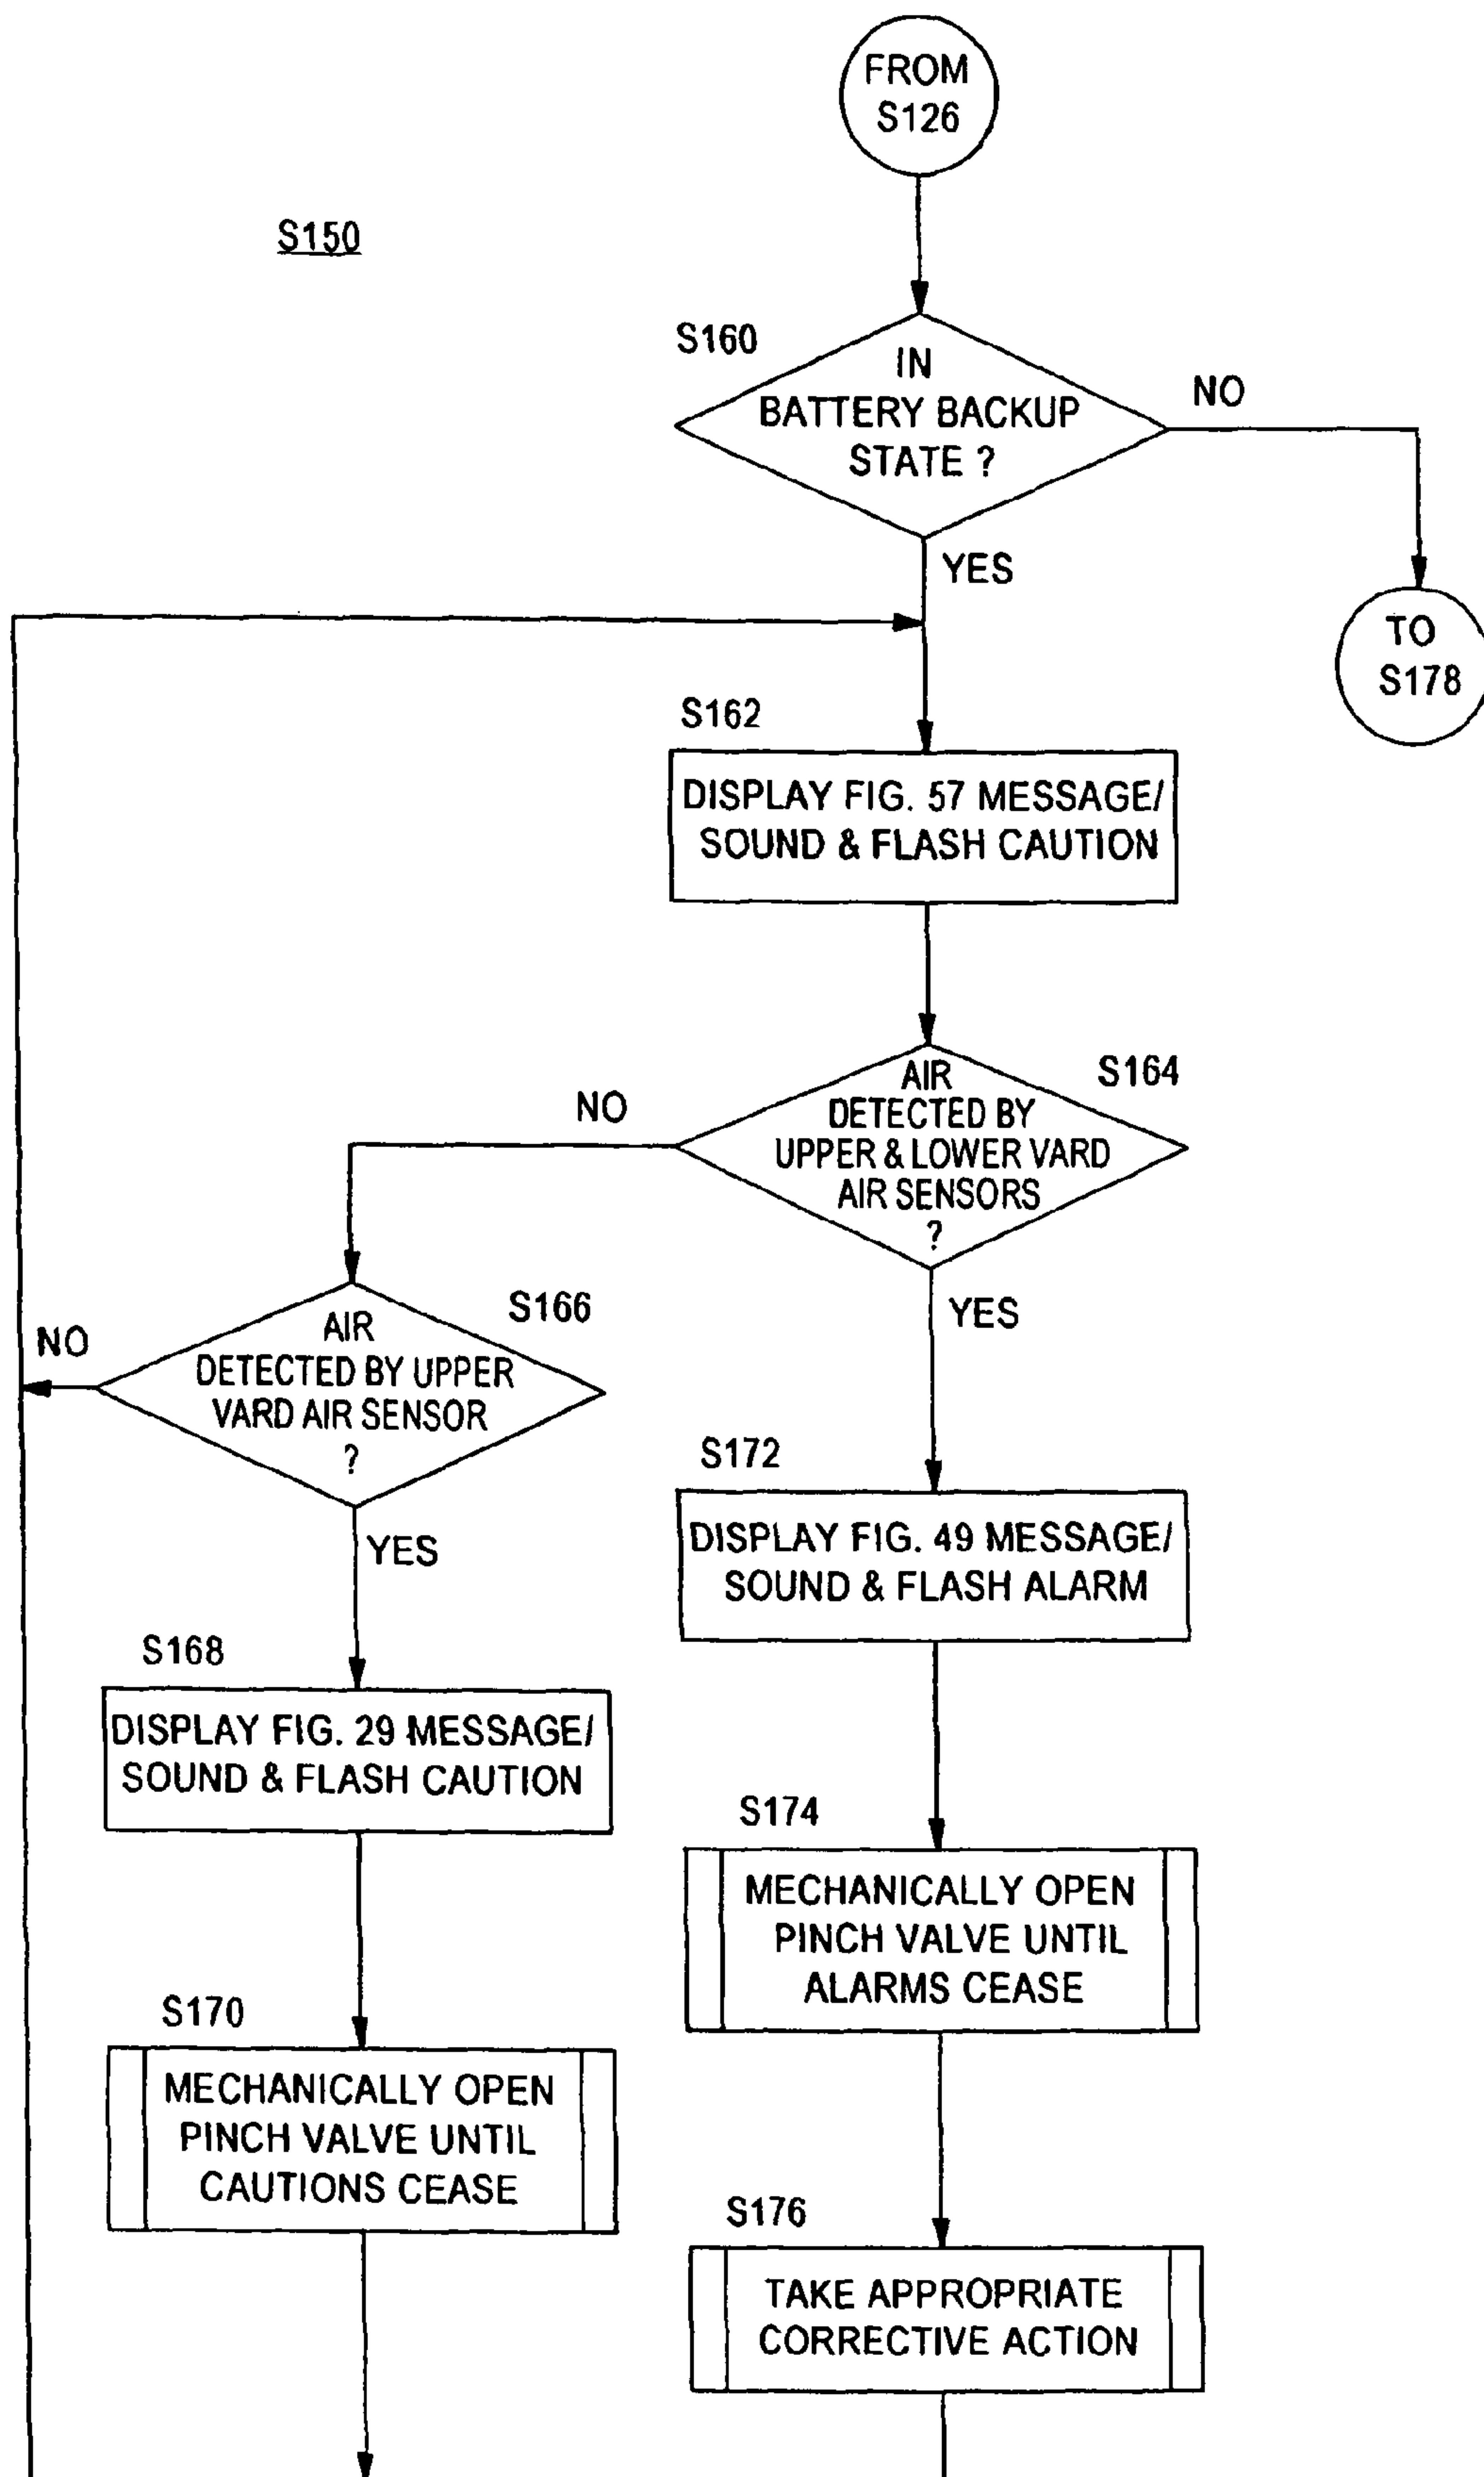 FROM
S126
S150
S160
IN
BATTERY BACKUP
STATE ?
NO
YES
TO
S178
S162
DISPLAY FIG. 57 MESSAGE/
SOUND & FLASH CAUTION
S164
AIR
DETECTED BY
UPPER & LOWER VARD
AIR SENSORS
?
NO
YES
S166
AIR
DETECTED BY UPPER
VARD AIR SENSOR
?
NO
YES
S172
DISPLAY FIG. 49 MESSAGE/
SOUND & FLASH ALARM
S168
DISPLAY FIG. 29 MESSAGE/
SOUND & FLASH CAUTION
S174
MECHANICALLY OPEN
PINCH VALVE UNTIL
ALARMS CEASE
S170
MECHANICALLY OPEN
PINCH VALVE UNTIL
CAUTIONS CEASE
S176
TAKE APPROPRIATE
CORRECTIVE ACTION